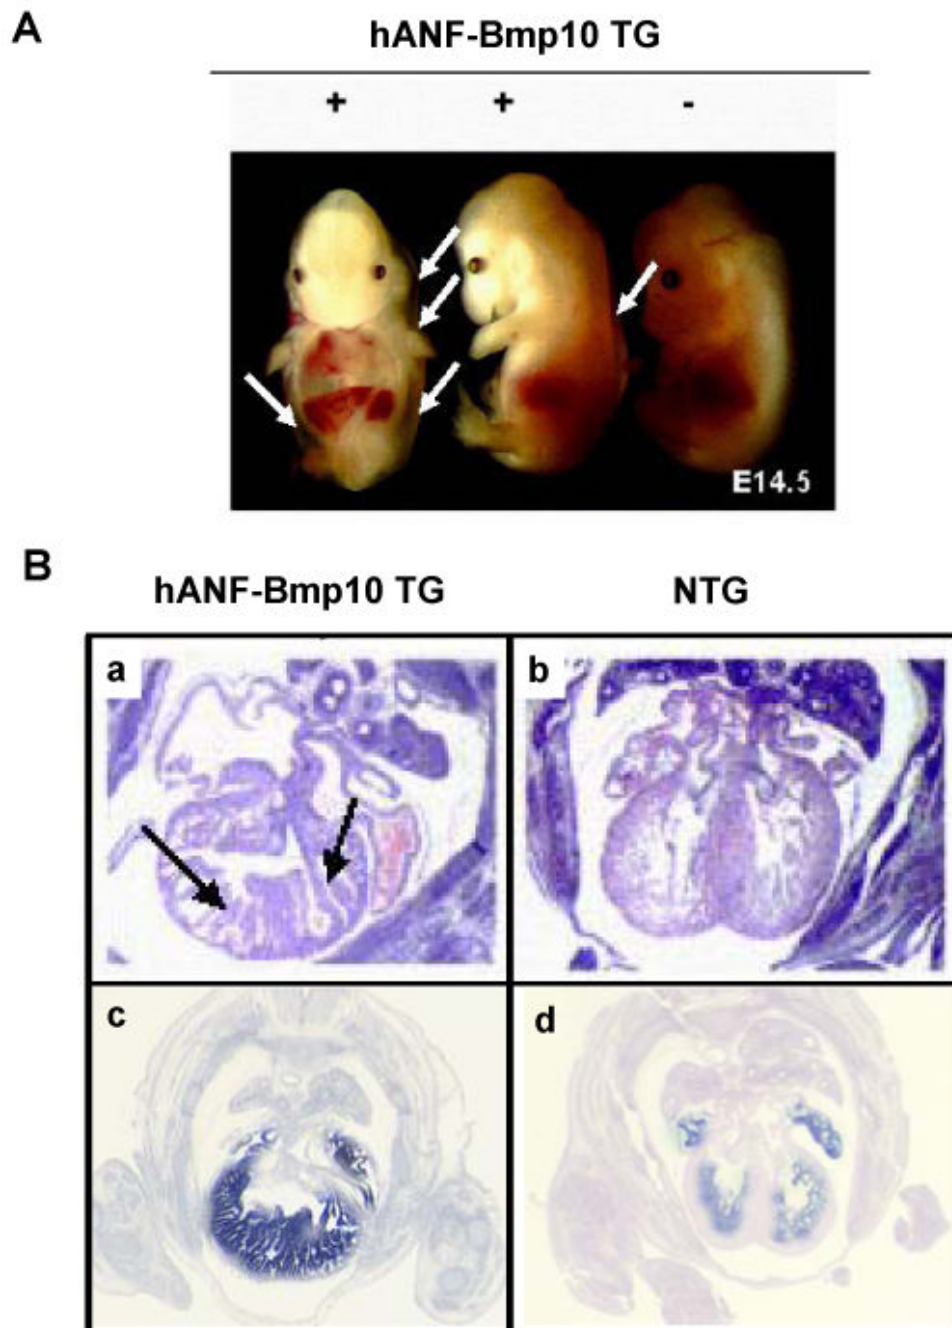 A
hANF-Bmp10 TG
+ + -
E14.5
B
hANF-Bmp10 TG NTG
a b
c d